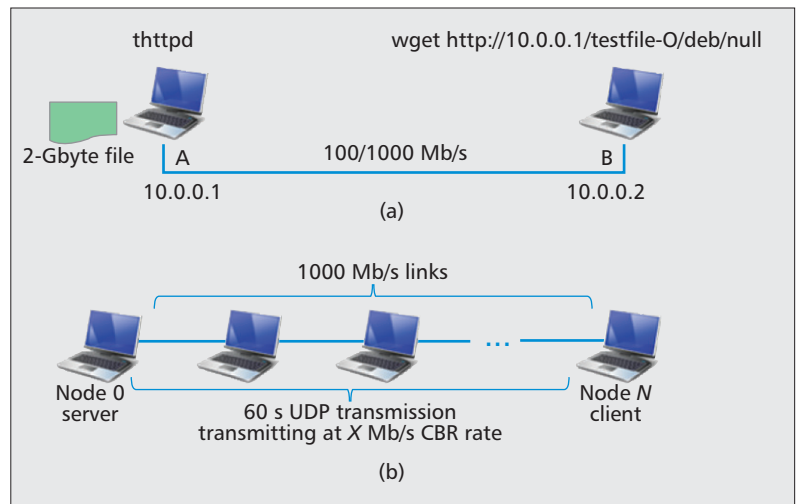 thttpd
wget http://10.0.0.1/testfile-O/deb/null
2-Gbyte file
A
100/1000 Mb/s
B
10.0.0.1
10.0.0.2
(a)
1000 Mb/s links
...
Node 0
server
Node N
client
60 s UDP transmission
transmitting at X Mb/s CBR rate
(b)